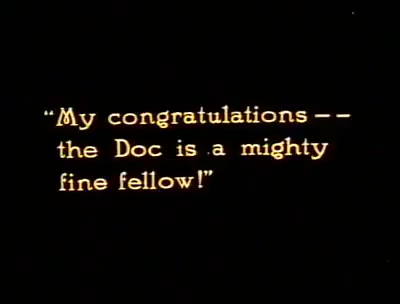 “My congratulations––
the Doc is a mighty
fine fellow!”